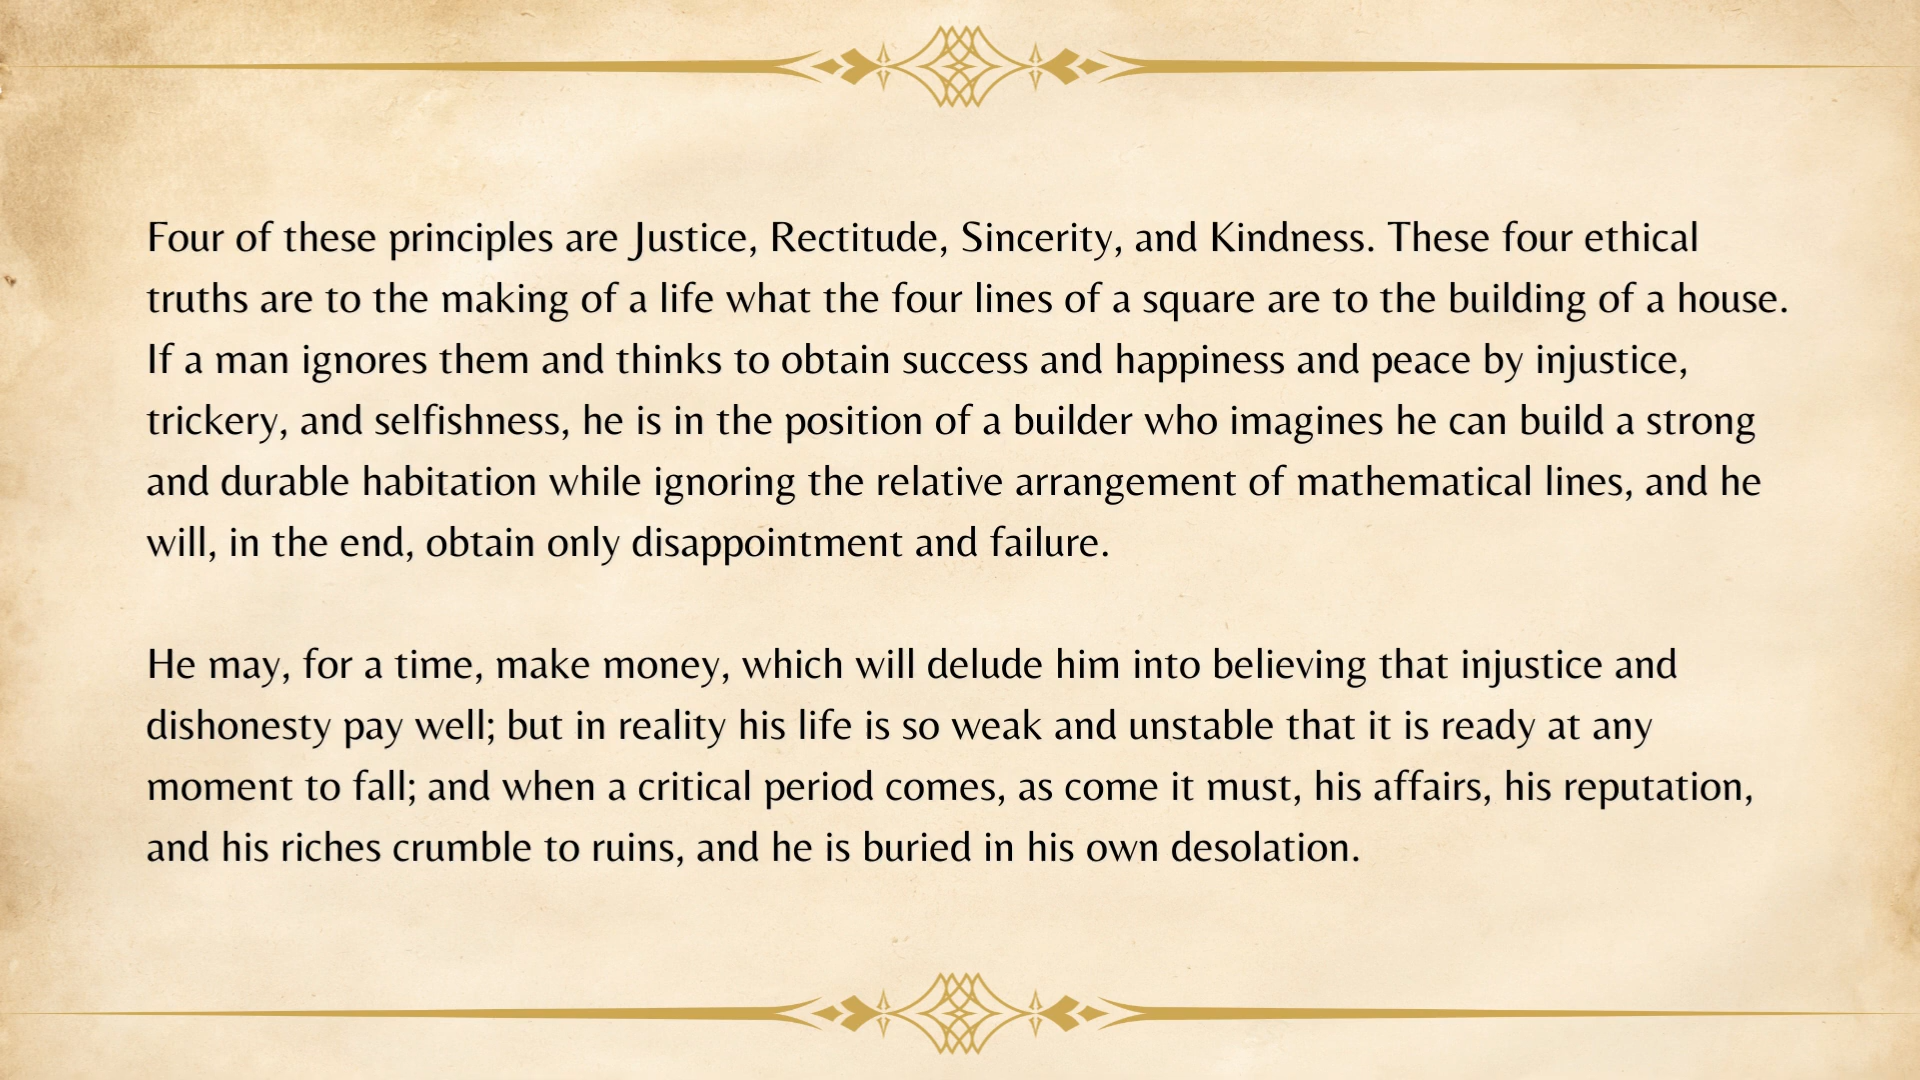 Four of these principles are Justice, Rectitude, Sincerity, and Kindness. These four ethical
truths are to the making of a life what the four lines of a square are to the building of a house.
If a man ignores them and thinks to obtain success and happiness and peace by injustice,
trickery, and selfishness, he is in the position of a builder who imagines he can build a strong
and durable habitation while ignoring the relative arrangement of mathematical lines, and he
will, in the end, obtain only disappointment and failure.
He may, for a time, make money, which will delude him into believing that injustice and
dishonesty pay well; but in reality his life is so weak and unstable that it is ready at any
moment to fall; and when a critical period comes, as come it must, his affairs, his reputation,
and his riches crumble to ruins, and he is buried in his own desolation.